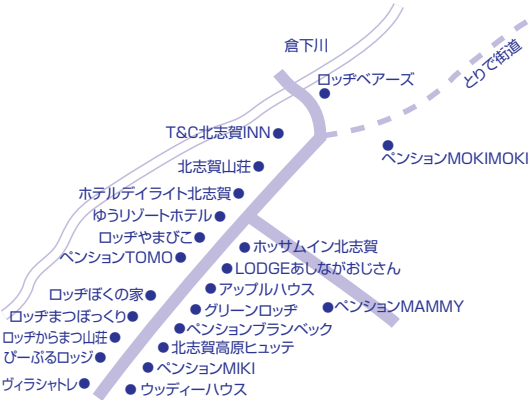 倉下川
とりで街道
ロッヂベアーズ
T&C北志賀INN
ペンションMOKIMOKI
北志賀山荘
ホテルデイライト北志賀
ゆうリゾートホテル
ロッヂやまびこ
ペンションTOMO
ホッサムイン北志賀
LODGEあしながおじさん
アップルハウス
ロッヂぼくの家
グリーンロッヂ
ペンションMAMMY
ロッヂまつぼっくり
ペンションブランベック
ロッヂからまつ山荘
北志賀高原ヒュッテ
ぴーぷるロッジ
ペンションMIKI
ヴィラシャトレ
ウッディーハウス